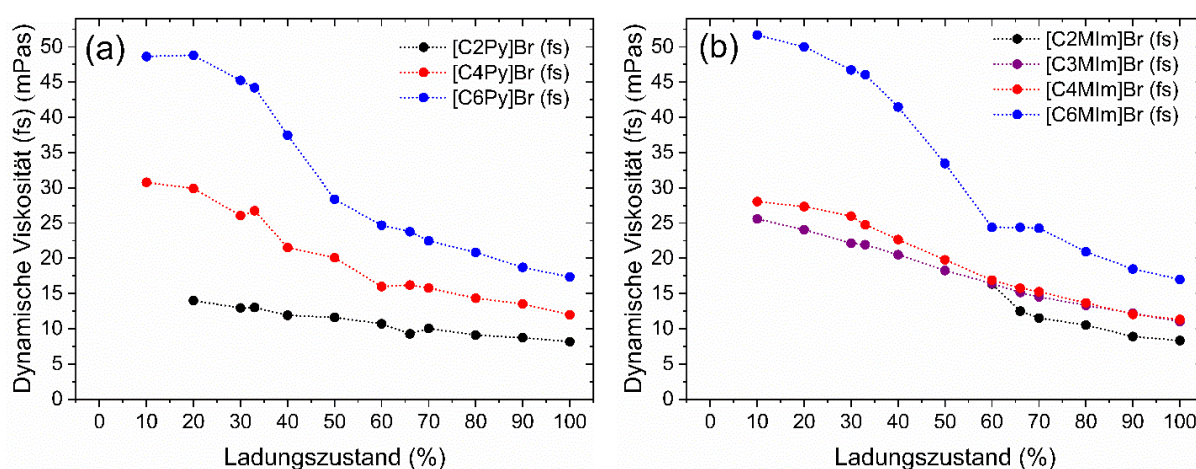 (a)
[C2Py]Br (fs)
[C4Py]Br (fs)
[C6Py]Br (fs)
Dynamische Viskosität (fs) (mPas)
50
45
40
35
30
25
20
15
10
5
0
0 10 20 30 40 50 60 70 80 90 100
Ladungszustand (%)
(b)
[C2MIm]Br (fs)
[C3MIm]Br (fs)
[C4MIm]Br (fs)
[C6MIm]Br (fs)
Dynamische Viskosität (fs) (mPas)
50
45
40
35
30
25
20
15
10
5
0
0 10 20 30 40 50 60 70 80 90 100
Ladungszustand (%)